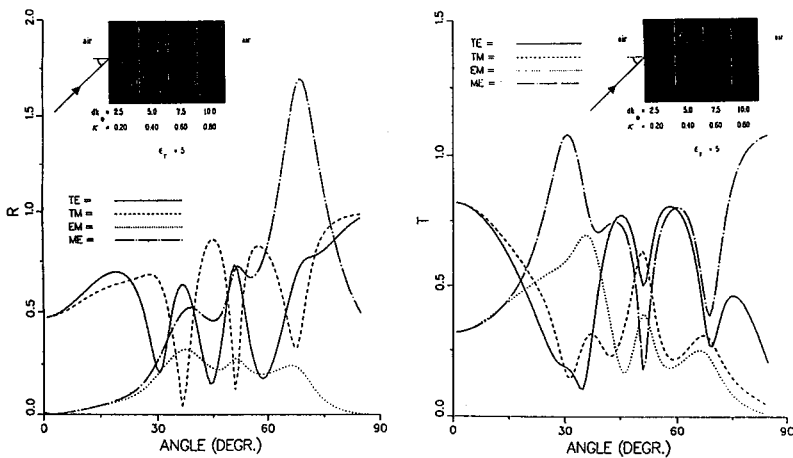 2.0
1.5
1.0
0.5
0.0
R
air
air
dk₀ = 2.5 5.0 7.5 10.0
K = 0.20 0.40 0.60 0.80
ϵr = 5
TE =
TM =
EM =
ME =
0 30 60 90
ANGLE (DEGR.)
1.5
1.0
0.5
0.0
T
TE =
TM =
EM =
ME =
air
air
dk₀ = 2.5 5.0 7.5 10.0
K = 0.20 0.40 0.60 0.80
ϵr = 5
0 30 60 90
ANGLE (DEGR.)